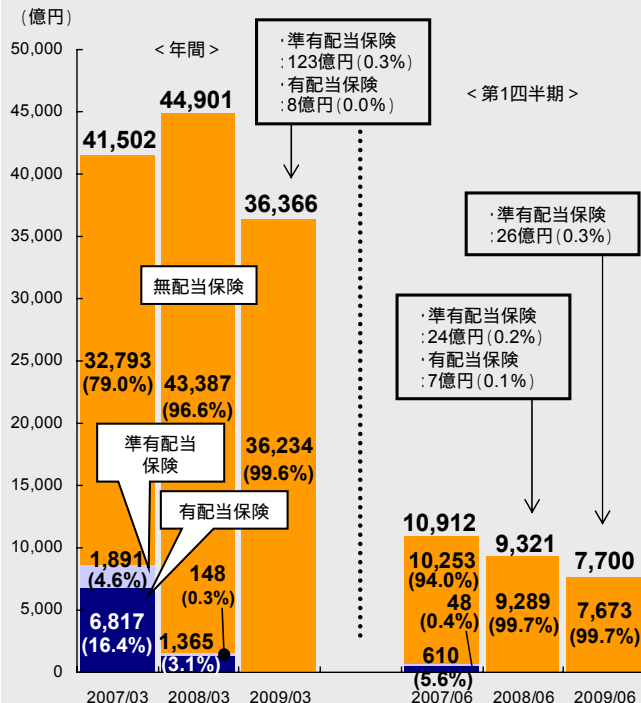 (億円)
50,000
45,000
40,000
35,000
30,000
25,000
20,000
15,000
10,000
5,000
0
<年間>
41,502
44,901
36,366
・準有配当保険
:123億円(0.3%)
・有配当保険
:8億円(0.0%)
無配当保険
32,793
(79.0%)
43,387
(96.6%)
36,234
(99.6%)
準有配当
保険
有配当保険
1,891
(4.6%)
148
(0.3%)
6,817
(16.4%)
1,365
(3.1%)
<第1四半期>
・準有配当保険
:26億円(0.3%)
・準有配当保険
:24億円(0.2%)
・有配当保険
:7億円(0.1%)
10,912
9,321
7,700
10,253
(94.0%)
9,289
(99.7%)
7,673
(99.7%)
48
(0.4%)
610
(5.6%)
2007/03
2008/03
2009/03
2007/06
2008/06
2009/06